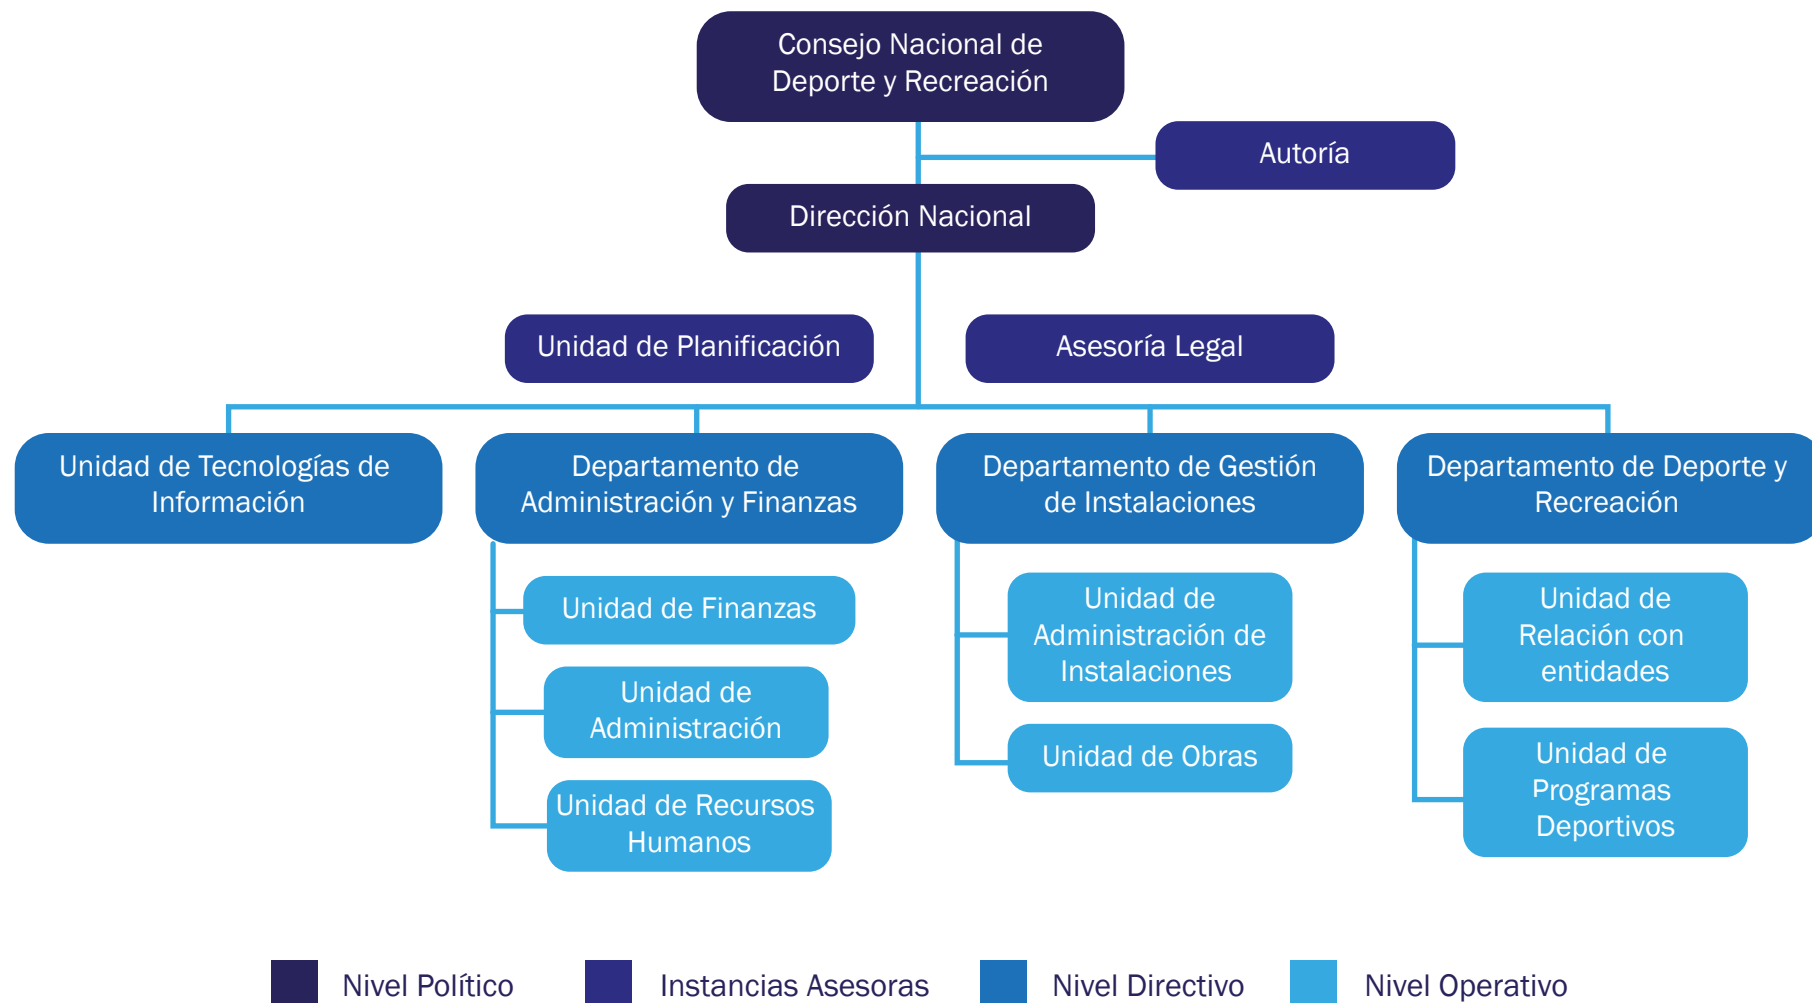 Consejo Nacional de
Deporte y Recreación
Autoría
Dirección Nacional
Unidad de Planificación
Asesoría Legal
Unidad de Tecnologías de
Información
Departamento de
Administración y Finanzas
Departamento de Gestión
de Instalaciones
Departamento de Deporte y
Recreación
Unidad de Finanzas
Unidad de
Administración
Unidad de Recursos
Humanos
Unidad de
Administración de
Instalaciones
Unidad de Obras
Unidad de
Relación con
entidades
Unidad de
Programas
Deportivos
Nivel Político
Instancias Asesoras
Nivel Directivo
Nivel Operativo